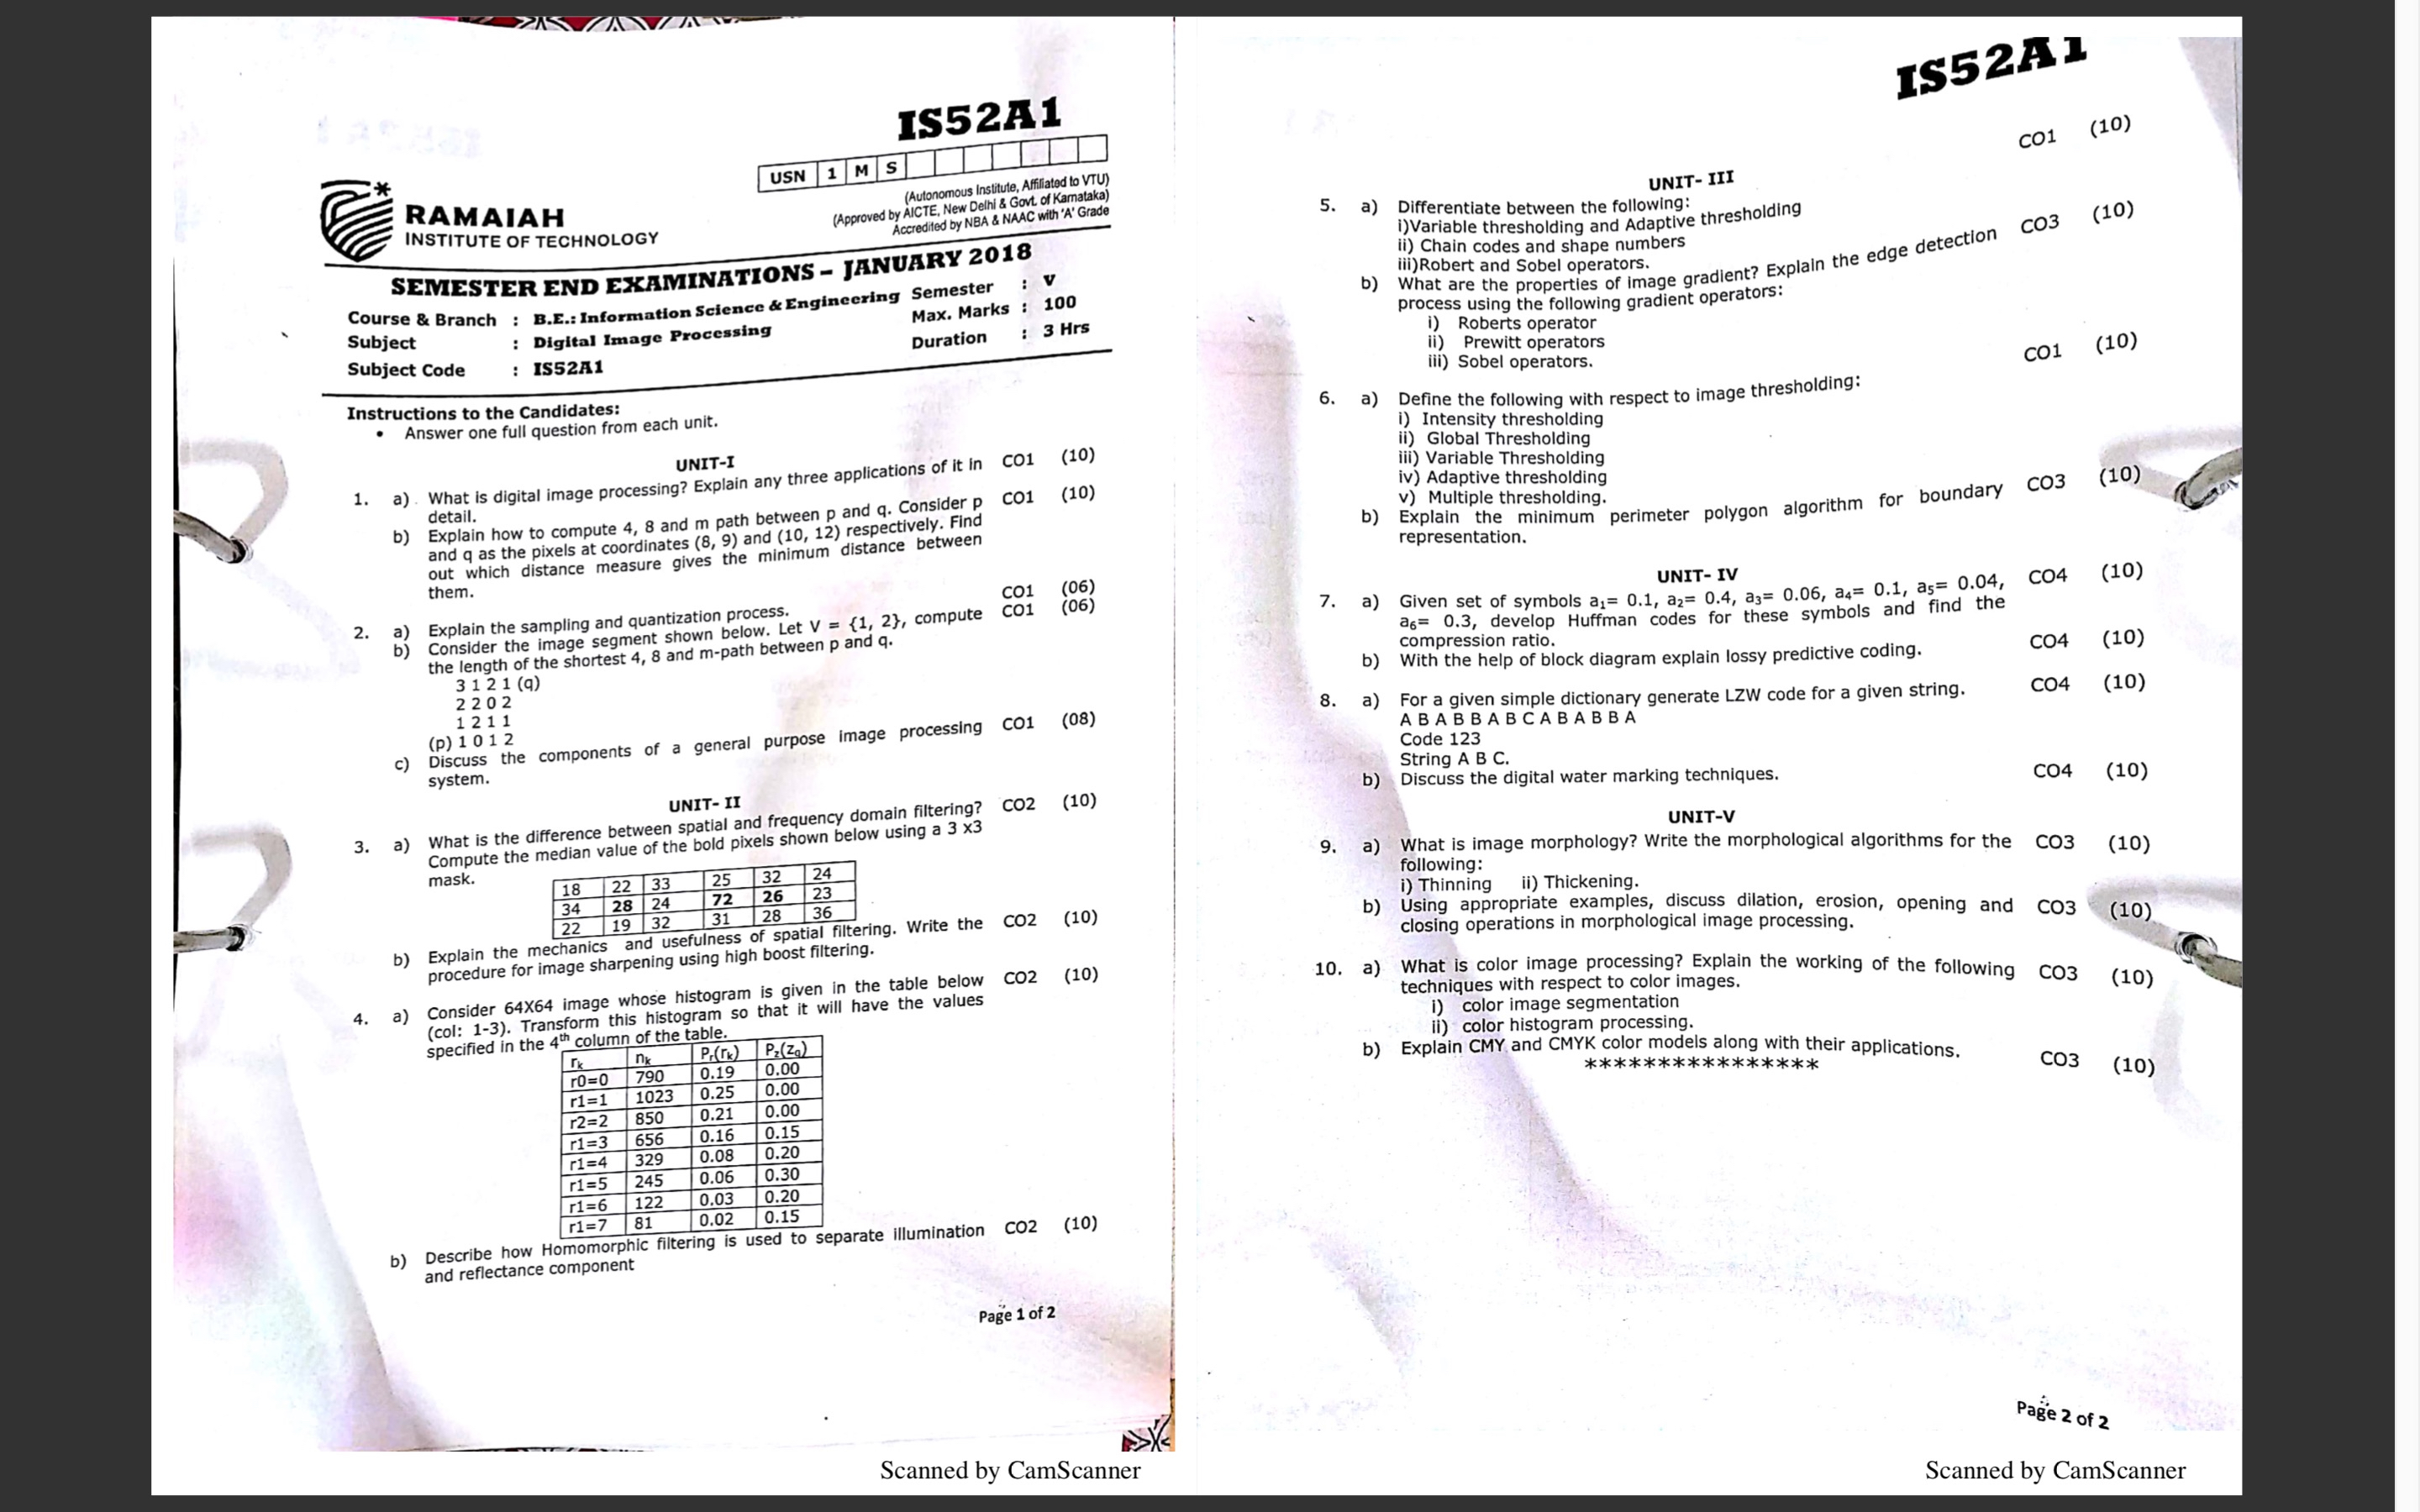 IS52A1
USN 1 M S
RAMAIAH
INSTITUTE OF TECHNOLOGY
(Autonomous Institute, Affiliated to VTU)
(Approved by AICTE, New Delhi & Govt. of Karnataka)
Accredited by NBA & NAAC with 'A' Grade
SEMESTER END EXAMINATIONS – JANUARY 2018
Course & Branch : B.E.: Information Science & Engineering Semester : V
Subject : Digital Image Processing Max. Marks : 100
Subject Code : IS52A1 Duration : 3 Hrs
Instructions to the Candidates:
• Answer one full question from each unit.
UNIT-I
1. a) What is digital image processing? Explain any three applications of it in CO1 (10)
detail.
b) Explain how to compute 4, 8 and m path between p and q. Consider p CO1 (10)
and q as the pixels at coordinates (8, 9) and (10, 12) respectively. Find
out which distance measure gives the minimum distance between
them.
2. a) Explain the sampling and quantization process. CO1 (06)
b) Consider the image segment shown below. Let V = {1, 2}, compute CO1 (06)
the length of the shortest 4, 8 and m-path between p and q.
3 1 2 1 (q)
2 2 0 2
1 2 1 1
(p) 1 0 1 2
c) Discuss the components of a general purpose image processing CO1 (08)
system.
UNIT- II
3. a) What is the difference between spatial and frequency domain filtering? CO2 (10)
Compute the median value of the bold pixels shown below using a 3 x3
mask.
18 22 33 25 32 24
34 28 24 72 26 23
22 19 32 31 28 36
b) Explain the mechanics and usefulness of spatial filtering. Write the CO2 (10)
procedure for image sharpening using high boost filtering.
4. a) Consider 64X64 image whose histogram is given in the table below CO2 (10)
(col: 1-3). Transform this histogram so that it will have the values
specified in the 4th column of the table.
rk nk Pr(rk) Pz(zq)
r0=0 790 0.19 0.00
r1=1 1023 0.25 0.00
r2=2 850 0.21 0.00
r1=3 656 0.16 0.15
r1=4 329 0.08 0.20
r1=5 245 0.06 0.30
r1=6 122 0.03 0.20
r1=7 81 0.02 0.15
b) Describe how Homomorphic filtering is used to separate illumination CO2 (10)
and reflectance component
Page 1 of 2
Scanned by CamScanner
IS52A1
UNIT- III
5. a) Differentiate between the following: CO1 (10)
i)Variable thresholding and Adaptive thresholding
ii) Chain codes and shape numbers
iii)Robert and Sobel operators.
b) What are the properties of image gradient? Explain the edge detection CO3 (10)
process using the following gradient operators:
i) Roberts operator
ii) Prewitt operators
iii) Sobel operators.
6. a) Define the following with respect to image thresholding: CO1 (10)
i) Intensity thresholding
ii) Global Thresholding
iii) Variable Thresholding
iv) Adaptive thresholding
v) Multiple thresholding.
b) Explain the minimum perimeter polygon algorithm for boundary CO3 (10)
representation.
UNIT- IV
7. a) Given set of symbols a1= 0.1, a2= 0.4, a3= 0.06, a4= 0.1, a5= 0.04, CO4 (10)
a6= 0.3, develop Huffman codes for these symbols and find the
compression ratio.
b) With the help of block diagram explain lossy predictive coding. CO4 (10)
8. a) For a given simple dictionary generate LZW code for a given string. CO4 (10)
A B A B B A B C A B A B B A
Code 123
String A B C.
b) Discuss the digital water marking techniques. CO4 (10)
UNIT-V
9. a) What is image morphology? Write the morphological algorithms for the CO3 (10)
following:
i) Thinning ii) Thickening.
b) Using appropriate examples, discuss dilation, erosion, opening and CO3 (10)
closing operations in morphological image processing.
10. a) What is color image processing? Explain the working of the following CO3 (10)
techniques with respect to color images.
i) color image segmentation
ii) color histogram processing.
b) Explain CMY and CMYK color models along with their applications. CO3 (10)
****************
Page 2 of 2
Scanned by CamScanner